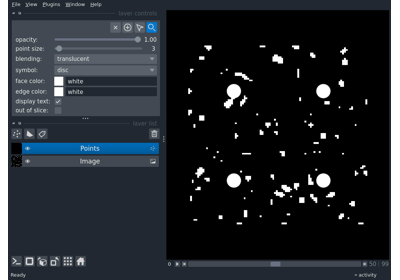 File View Plugins Window Help
layer controls
opacity: 1.00
point size: 3
blending: translucent
symbol: disc
face color: white
edge color: white
display text:
out of slice:
layer list
Points
Image
50 99
Ready
activity